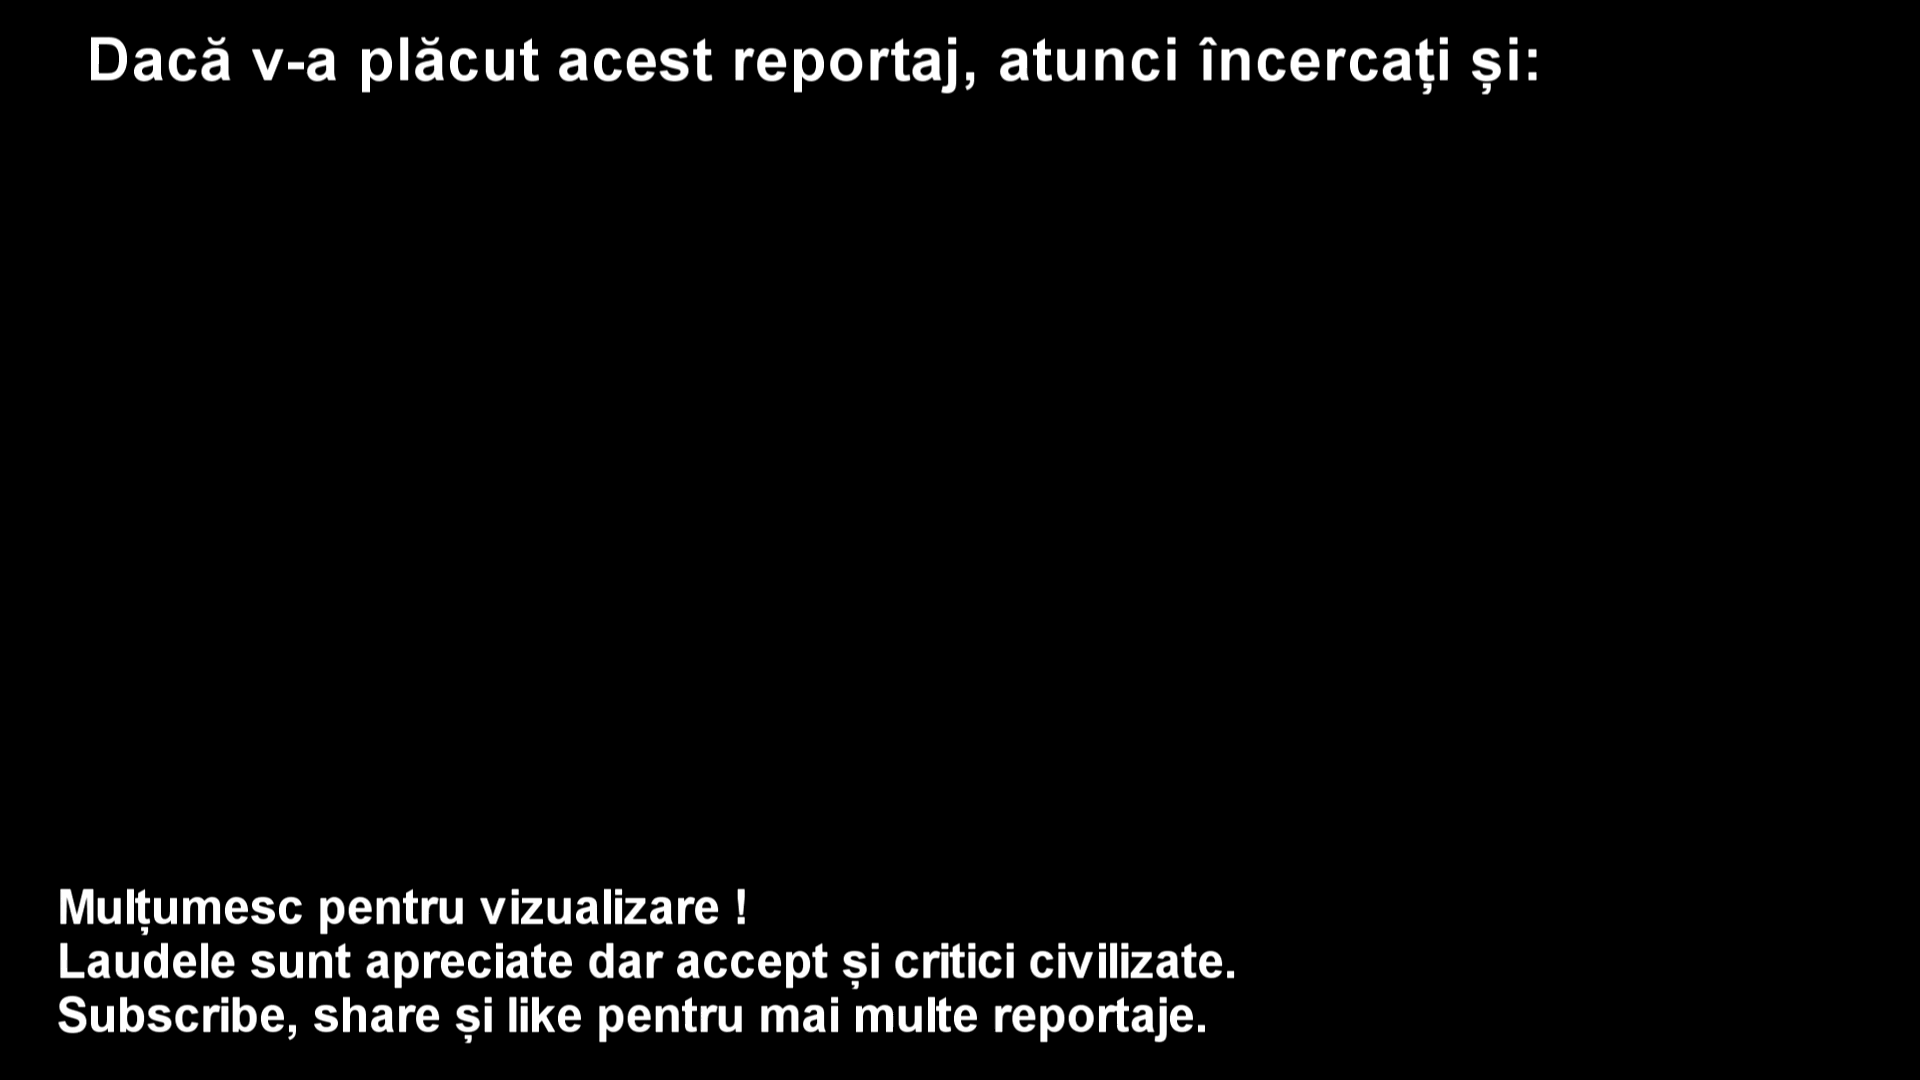 Dacă v-a plăcut acest reportaj, atunci încercați și:
Mulțumesc pentru vizualizare !
Laudele sunt apreciate dar accept și critici civilizate.
Subscribe, share și like pentru mai multe reportaje.